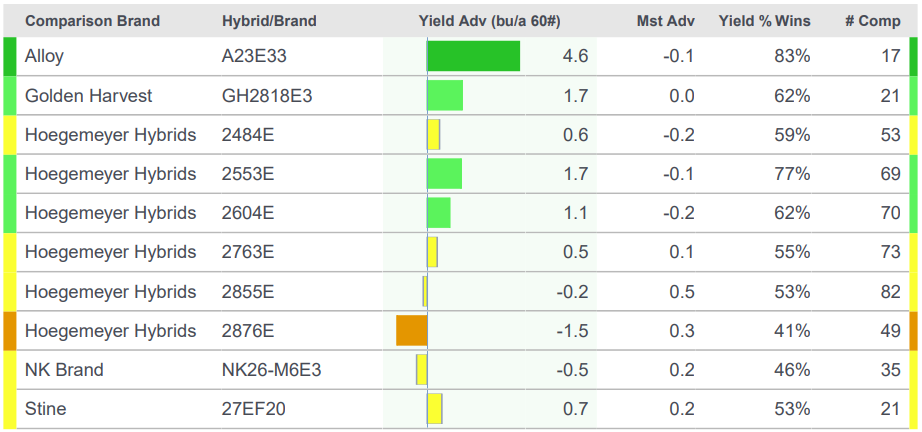 Comparison Brand Hybrid/Brand Yield Adv (bu/a 60#) Mst Adv Yield % Wins # Comp
Alloy A23E33 4.6 -0.1 83% 17
Golden Harvest GH2818E3 1.7 0.0 62% 21
Hoegemeyer Hybrids 2484E 0.6 -0.2 59% 53
Hoegemeyer Hybrids 2553E 1.7 -0.1 77% 69
Hoegemeyer Hybrids 2604E 1.1 -0.2 62% 70
Hoegemeyer Hybrids 2763E 0.5 0.1 55% 73
Hoegemeyer Hybrids 2855E -0.2 0.5 53% 82
Hoegemeyer Hybrids 2876E -1.5 0.3 41% 49
NK Brand NK26-M6E3 -0.5 0.2 46% 35
Stine 27EF20 0.7 0.2 53% 21